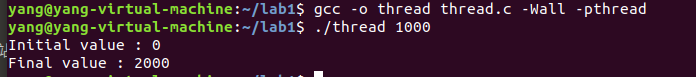 yang@yang-virtual-machine:~/lab1$ gcc -o thread thread.c -Wall -pthread
yang@yang-virtual-machine:~/lab1$ ./thread 1000
Initial value : 0
Final value : 2000